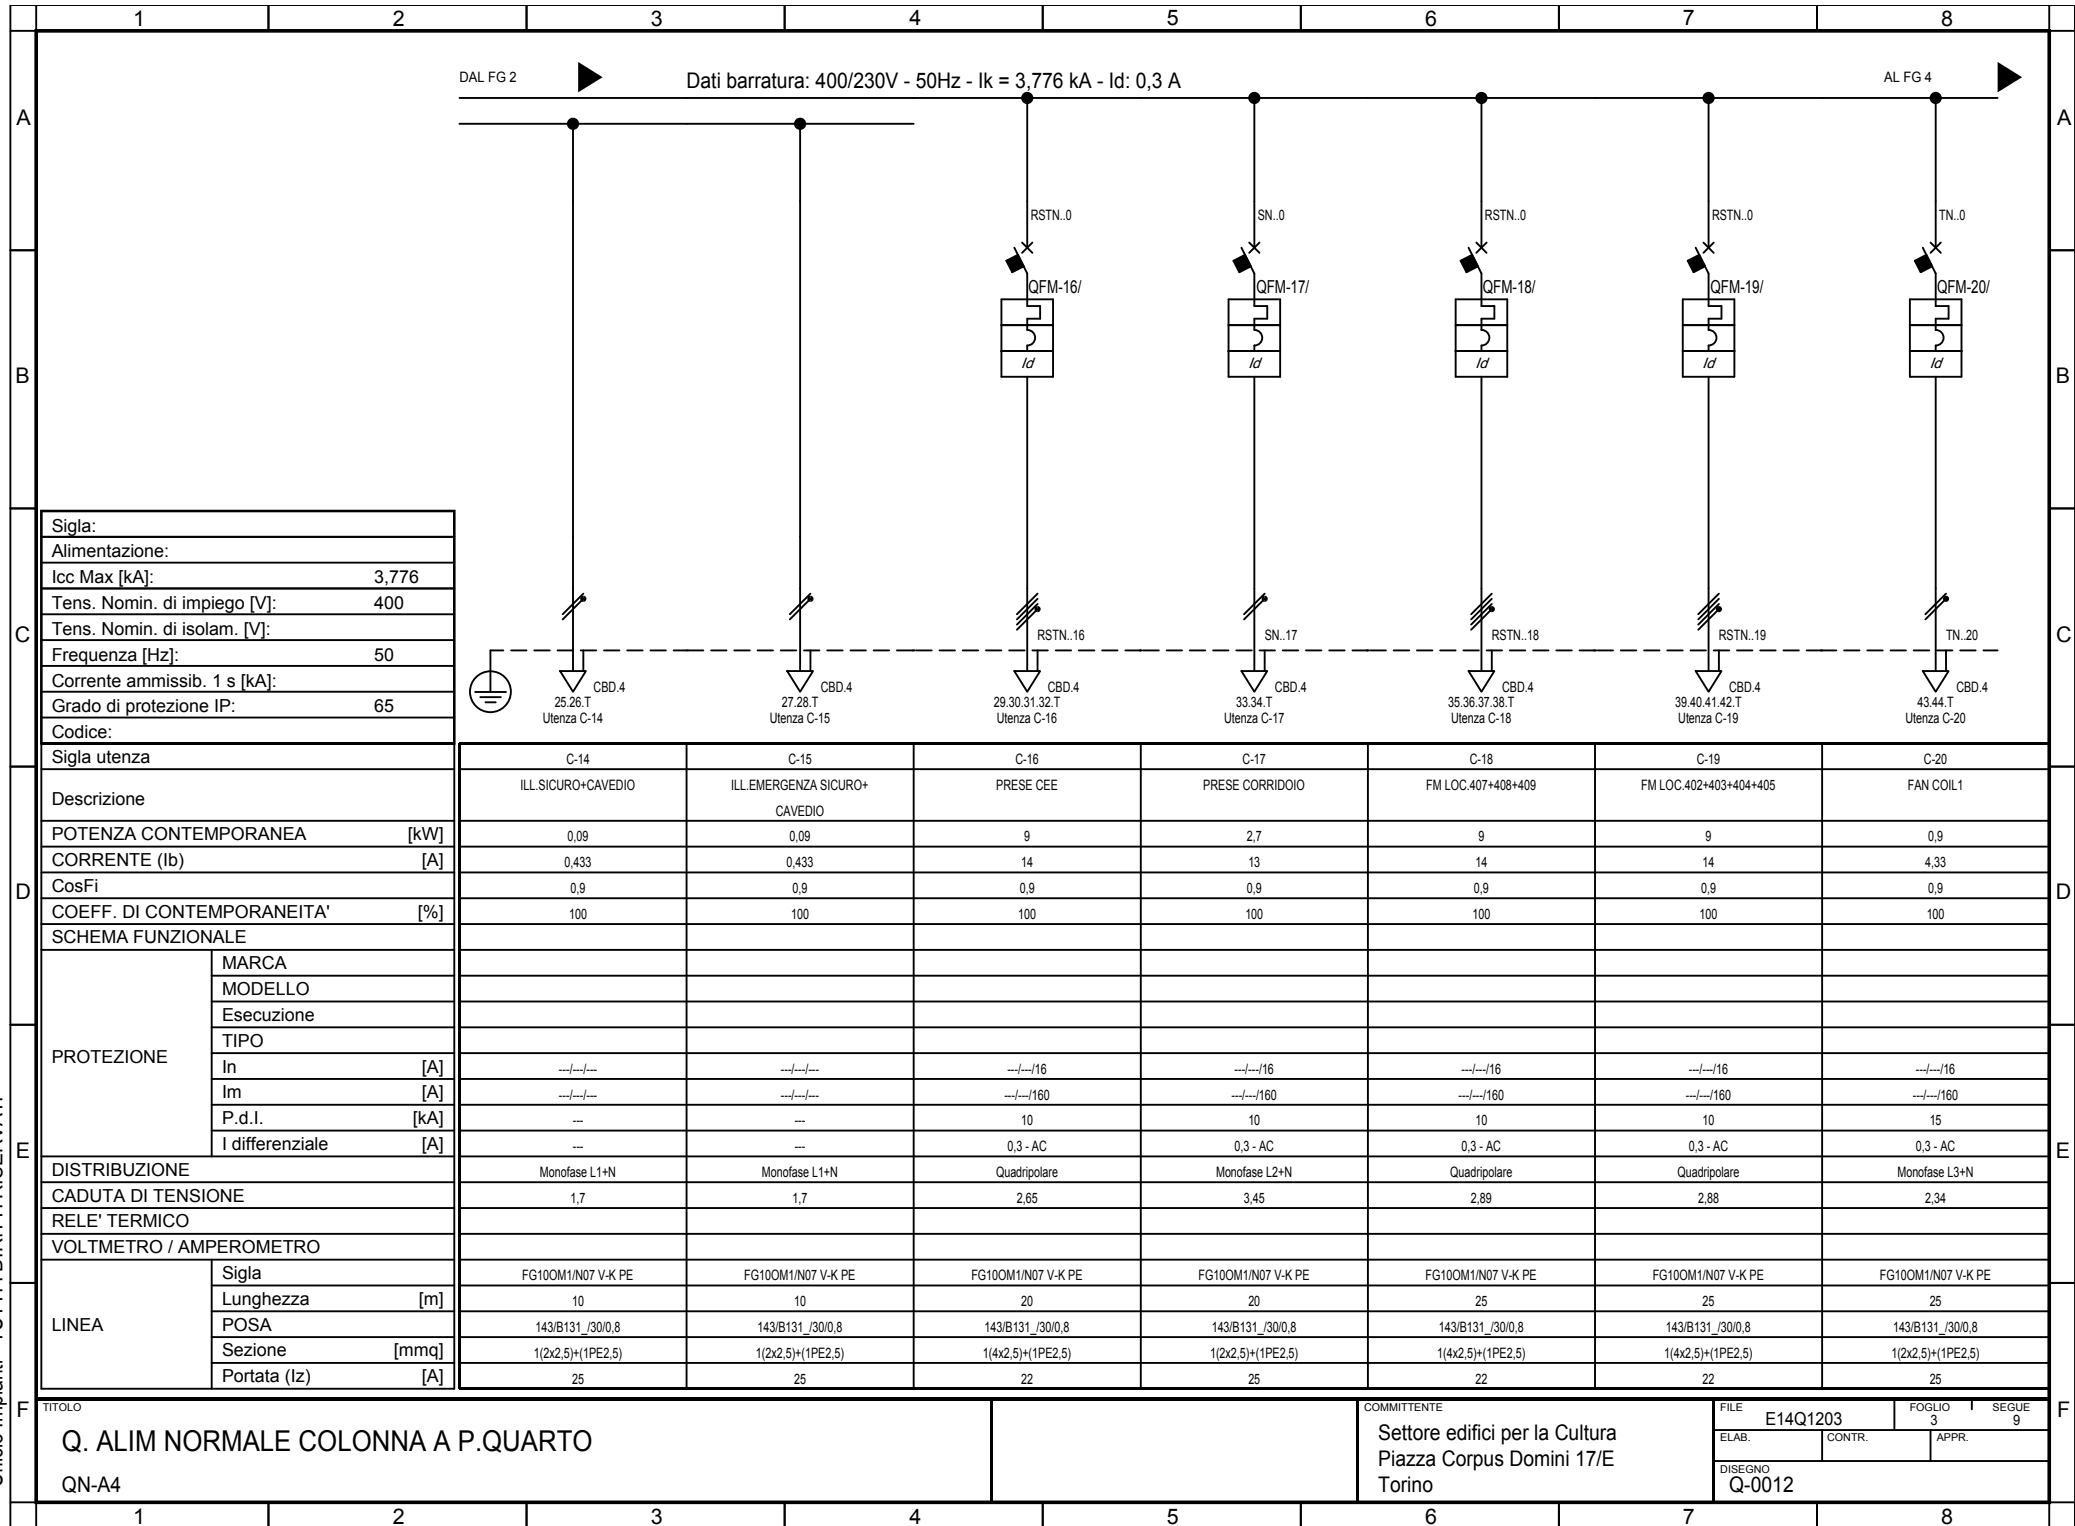 1 2 3 4 5 6 7 8
DAL FG 2
Dati barratura: 400/230V - 50Hz - Ik = 3,776 kA - Id: 0,3 A
AL FG 4
A A
RSTN..0 SN..0 RSTN..0 RSTN..0 TN..0
QFM-16/ QFM-17/ QFM-18/ QFM-19/ QFM-20/
Id Id Id Id Id
B B
Sigla:
Alimentazione:
Icc Max [kA]: 3,776
Tens. Nomin. di impiego [V]: 400
Tens. Nomin. di isolam. [V]:
Frequenza [Hz]: 50
Corrente ammissib. 1 s [kA]:
Grado di protezione IP: 65
Codice:
C C
RSTN..16 SN..17 RSTN..18 RSTN..19 TN..20
CBD.4 CBD.4 CBD.4 CBD.4 CBD.4 CBD.4 CBD.4
25.26.T 27.28.T 29.30.31.32.T 33.34.T 35.36.37.38.T 39.40.41.42.T 43.44.T
Utenza C-14 Utenza C-15 Utenza C-16 Utenza C-17 Utenza C-18 Utenza C-19 Utenza C-20
Sigla utenza C-14 C-15 C-16 C-17 C-18 C-19 C-20
Descrizione ILL.SICURO+CAVEDIO ILL.EMERGENZA SICURO+ CAVEDIO PRESE CEE PRESE CORRIDOIO FM LOC.407+408+409 FM LOC.402+403+404+405 FAN COIL1
POTENZA CONTEMPORANEA [kW] 0,09 0,09 9 2,7 9 9 0,9
CORRENTE (Ib) [A] 0,433 0,433 14 13 14 14 4,33
D D
CosFi 0,9 0,9 0,9 0,9 0,9 0,9 0,9
COEFF. DI CONTEMPORANEITA' [%] 100 100 100 100 100 100 100
SCHEMA FUNZIONALE
PROTEZIONE
MARCA
MODELLO
Esecuzione
TIPO
In [A] ---/---/--- ---/---/--- ---/---/16 ---/---/16 ---/---/16 ---/---/16 ---/---/16
Im [A] ---/---/--- ---/---/--- ---/---/160 ---/---/160 ---/---/160 ---/---/160 ---/---/160
P.d.I. [kA] --- --- 10 10 10 10 15
I differenziale [A] --- --- 0,3 - AC 0,3 - AC 0,3 - AC 0,3 - AC 0,3 - AC
E E
DISTRIBUZIONE Monofase L1+N Monofase L1+N Quadripolare Monofase L2+N Quadripolare Quadripolare Monofase L3+N
CADUTA DI TENSIONE 1,7 1,7 2,65 3,45 2,89 2,88 2,34
RELE' TERMICO
VOLTMETRO / AMPEROMETRO
LINEA
Sigla FG10OM1/N07 V-K PE FG10OM1/N07 V-K PE FG10OM1/N07 V-K PE FG10OM1/N07 V-K PE FG10OM1/N07 V-K PE FG10OM1/N07 V-K PE FG10OM1/N07 V-K PE
Lunghezza [m] 10 10 20 20 25 25 25
POSA 143/B131_/30/0,8 143/B131_/30/0,8 143/B131_/30/0,8 143/B131_/30/0,8 143/B131_/30/0,8 143/B131_/30/0,8 143/B131_/30/0,8
Sezione [mmq] 1(2x2,5)+(1PE2,5) 1(2x2,5)+(1PE2,5) 1(4x2,5)+(1PE2,5) 1(2x2,5)+(1PE2,5) 1(4x2,5)+(1PE2,5) 1(4x2,5)+(1PE2,5) 1(2x2,5)+(1PE2,5)
Portata (Iz) [A] 25 25 22 25 22 22 25
F F
TITOLO
Q. ALIM NORMALE COLONNA A P.QUARTO
QN-A4
COMMITTENTE
Settore edifici per la Cultura
Piazza Corpus Domini 17/E
Torino
FILE E14Q1203
FOGLIO 3
SEGUE 9
ELAB. CONTR. APPR.
DISEGNO
Q-0012
1 2 3 4 5 6 7 8